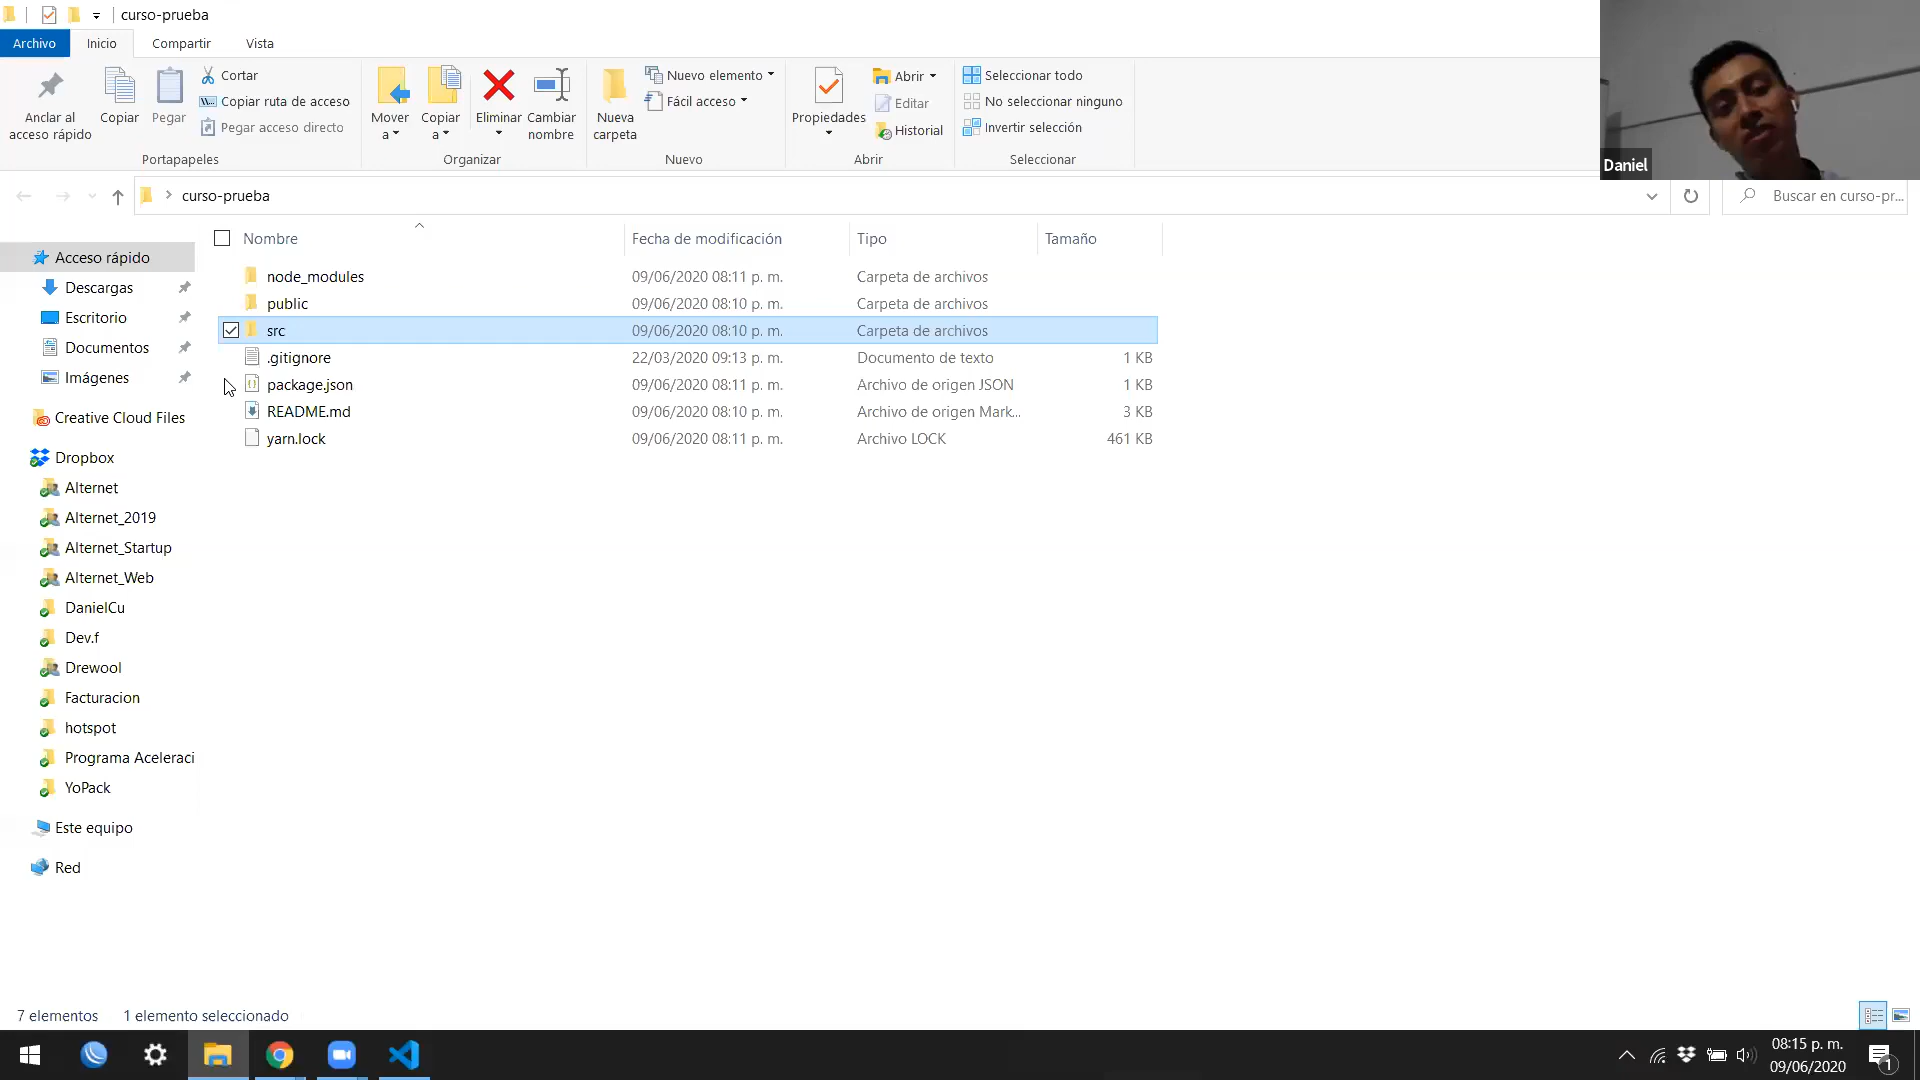 curso-prueba
Archivo Inicio Compartir Vista
Anclar al acceso rápido
Copiar
Pegar
Cortar
Copiar ruta de acceso
Pegar acceso directo
Portapapeles
Mover a
Copiar a
Eliminar
Cambiar nombre
Organizar
Nueva carpeta
Nuevo elemento
Fácil acceso
Nuevo
Propiedades
Abrir
Editar
Historial
Abrir
Seleccionar todo
No seleccionar ninguno
Invertir selección
Seleccionar
Daniel
curso-prueba
Buscar en curso-pr...
Nombre Fecha de modificación Tipo Tamaño
node_modules 09/06/2020 08:11 p. m. Carpeta de archivos
public 09/06/2020 08:10 p. m. Carpeta de archivos
src 09/06/2020 08:10 p. m. Carpeta de archivos
.gitignore 22/03/2020 09:13 p. m. Documento de texto 1 KB
package.json 09/06/2020 08:11 p. m. Archivo de origen JSON 1 KB
README.md 09/06/2020 08:10 p. m. Archivo de origen Mark... 3 KB
yarn.lock 09/06/2020 08:11 p. m. Archivo LOCK 461 KB
Acceso rápido
Descargas
Escritorio
Documentos
Imágenes
Creative Cloud Files
Dropbox
Alternet
Alternet_2019
Alternet_Startup
Alternet_Web
DanielCu
Dev.f
Drewool
Facturacion
hotspot
Programa Aceleraci
YoPack
Este equipo
Red
7 elementos 1 elemento seleccionado
08:15 p. m.
09/06/2020
1